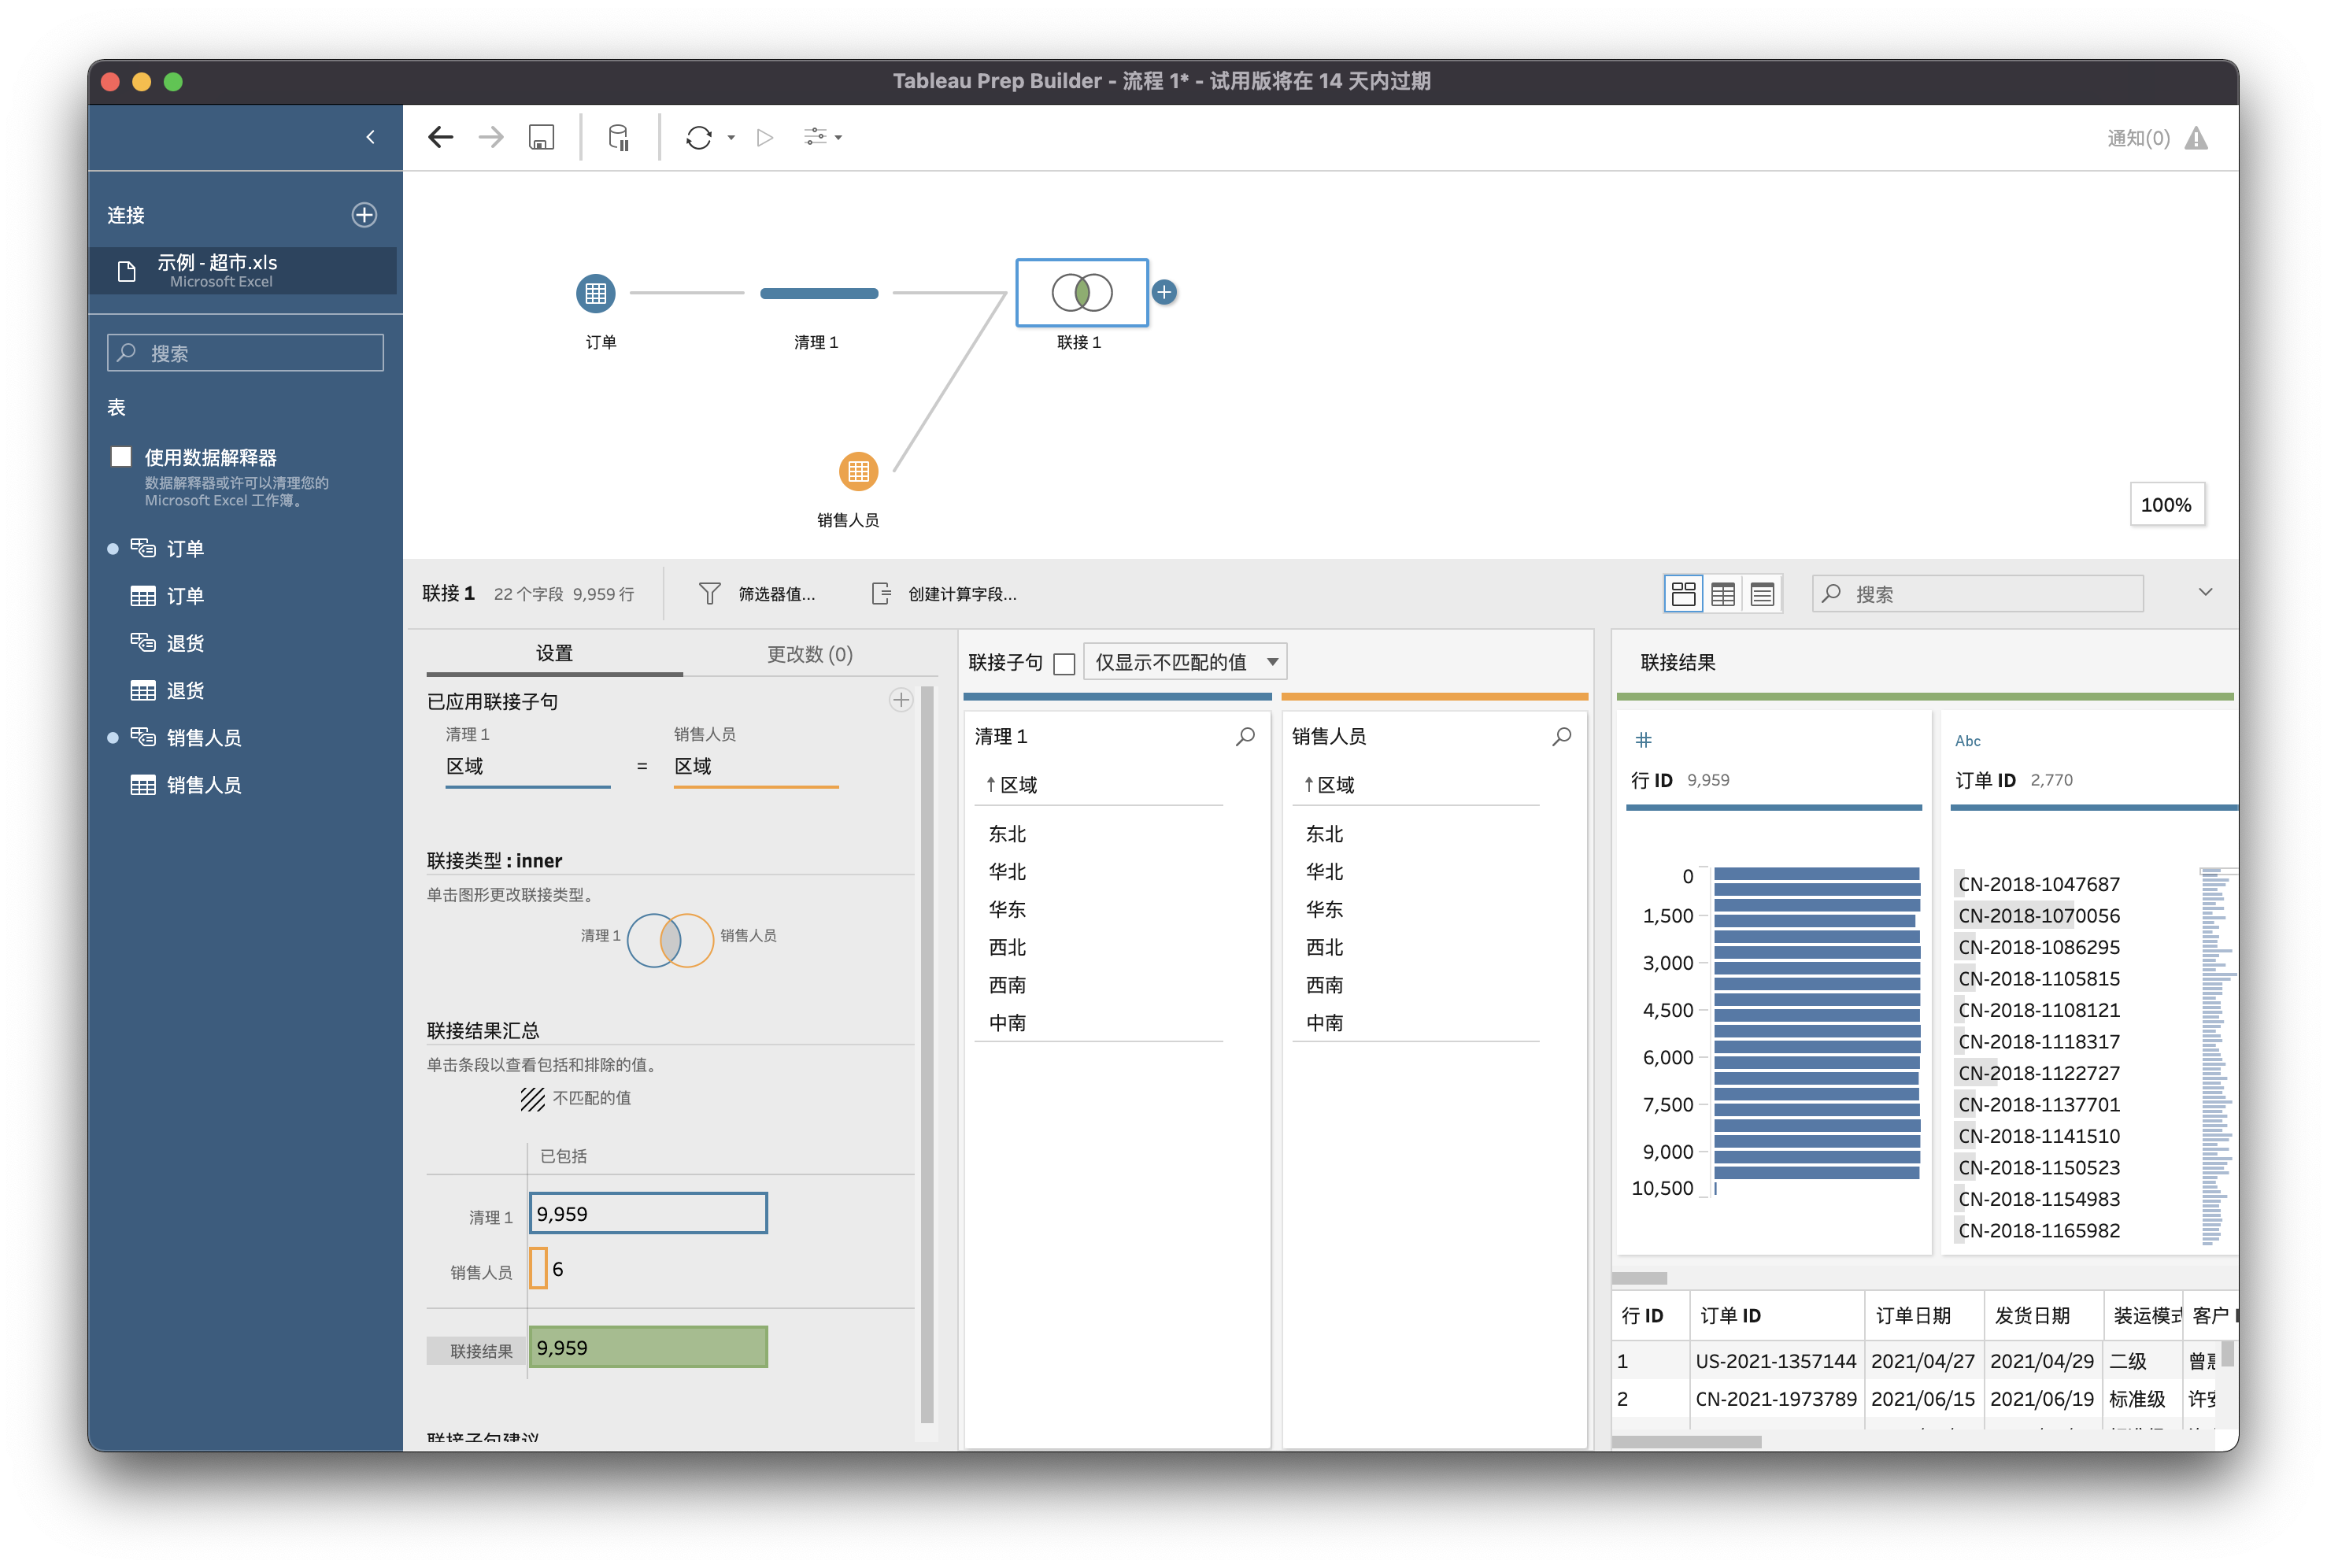 Tableau Prep Builder - 流程 1* - 试用版将在 14 天内过期
通知(0)
连接
示例 - 超市.xls
Microsoft Excel
搜索
表
使用数据解释器
数据解释器或许可以清理您的
Microsoft Excel 工作簿。
订单
订单
退货
退货
销售人员
销售人员
订单
清理 1
联接 1
销售人员
100%
联接 1 22 个字段 9,959 行
筛选器值...
创建计算字段...
搜索
设置
更改数 (0)
已应用联接子句
清理 1 销售人员
区域 = 区域
联接类型 : inner
单击图形更改联接类型。
清理 1 销售人员
联接结果汇总
单击条段以查看包括和排除的值。
不匹配的值
已包括
清理 1 9,959
销售人员 6
联接结果 9,959
联接子句建议
联接子句 仅显示不匹配的值
清理 1
区域
东北
华北
华东
西北
西南
中南
销售人员
区域
东北
华北
华东
西北
西南
中南
联接结果
#
行 ID 9,959
0
1,500
3,000
4,500
6,000
7,500
9,000
10,500
Abc
订单 ID 2,770
CN-2018-1047687
CN-2018-1070056
CN-2018-1086295
CN-2018-1105815
CN-2018-1108121
CN-2018-1118317
CN-2018-1122727
CN-2018-1137701
CN-2018-1141510
CN-2018-1150523
CN-2018-1154983
CN-2018-1165982
行 ID 订单 ID 订单日期 发货日期 装运模式 客户
1 US-2021-1357144 2021/04/27 2021/04/29 二级 曾
2 CN-2021-1973789 2021/06/15 2021/06/19 标准级 许